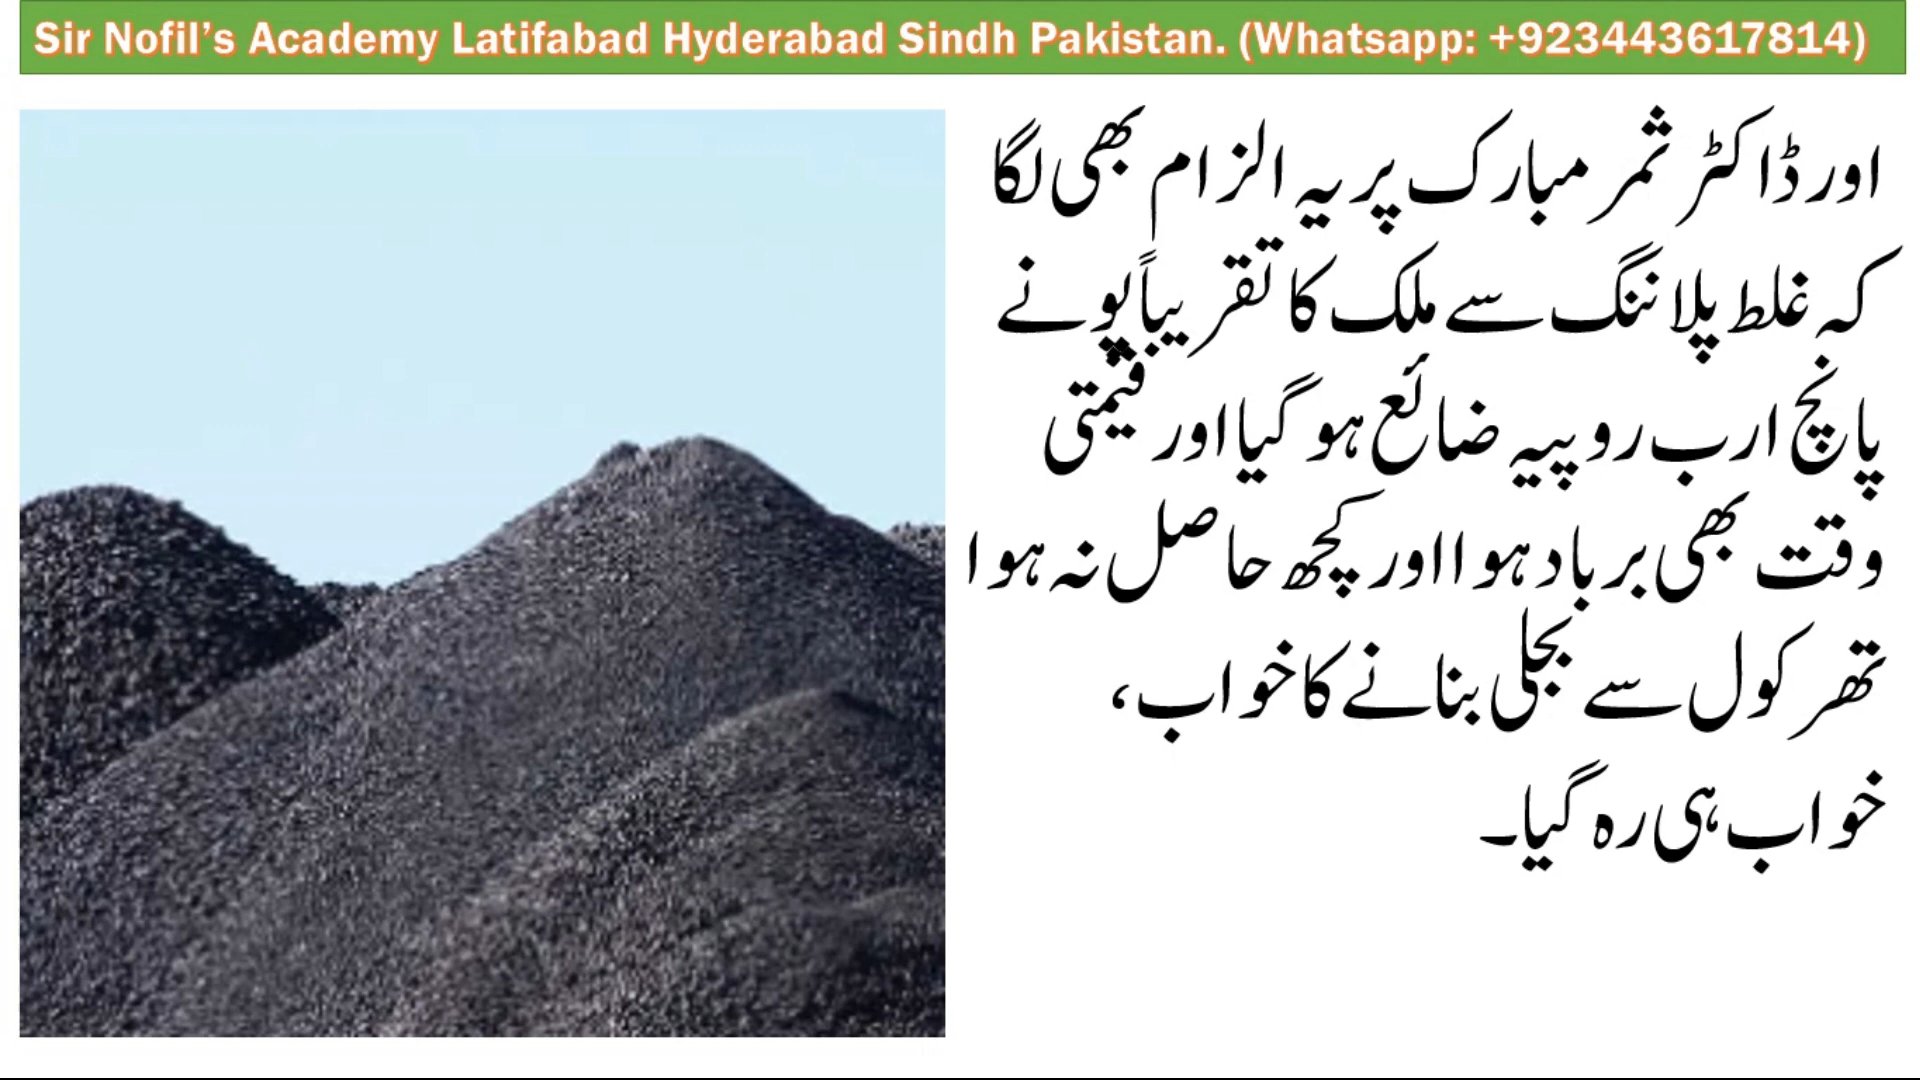 Sir Nofil’s Academy Latifabad Hyderabad Sindh Pakistan. (Whatsapp: +923443617814)
اور ڈاکٹر ثمر مبارک پر یہ الزام بھی لگا
کہ غلط پلاننگ سے ملک کا تقریباً پونے
پانچ ارب روپیہ ضائع ہو گیا اور قیمتی
وقت بھی برباد ہوا اور کچھ حاصل نہ ہوا
تھر کول سے بجلی بنانے کا خواب،
خواب ہی رہ گیا۔